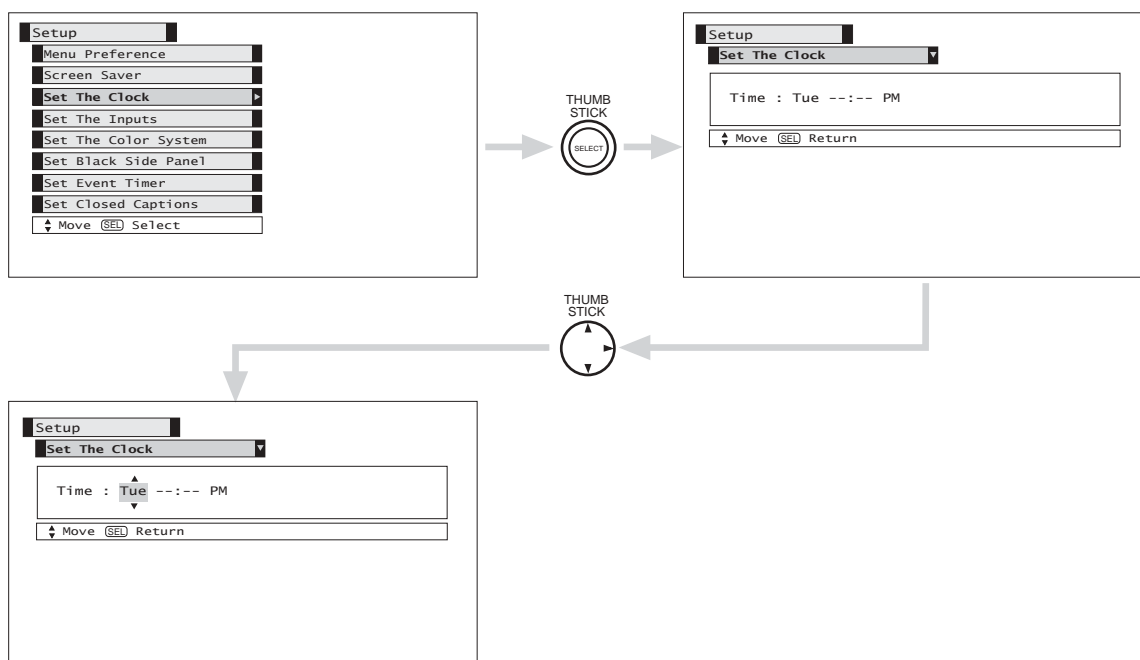 Setup
Menu Preference
Screen Saver
Set The Clock
Set The Inputs
Set The Color System
Set Black Side Panel
Set Event Timer
Set Closed Captions
Move SEL Select
THUMB
STICK
SELECT
Setup
Set The Clock
Time : Tue --:-- PM
Move SEL Return
THUMB
STICK
Setup
Set The Clock
Time : Tue --:-- PM
Move SEL Return